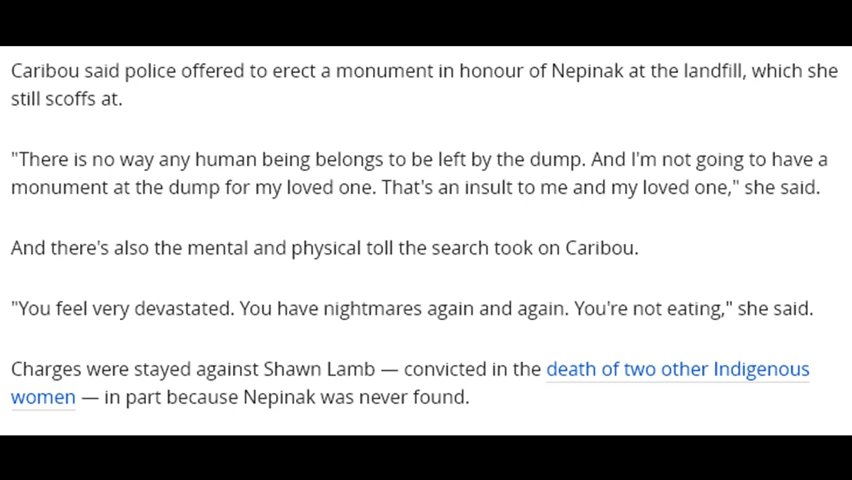 Caribou said police offered to erect a monument in honour of Nepinak at the landfill, which she
still scoffs at.
"There is no way any human being belongs to be left by the dump. And I'm not going to have a
monument at the dump for my loved one. That's an insult to me and my loved one," she said.
And there's also the mental and physical toll the search took on Caribou.
"You feel very devastated. You have nightmares again and again. You're not eating," she said.
Charges were stayed against Shawn Lamb — convicted in the death of two other Indigenous
women — in part because Nepinak was never found.